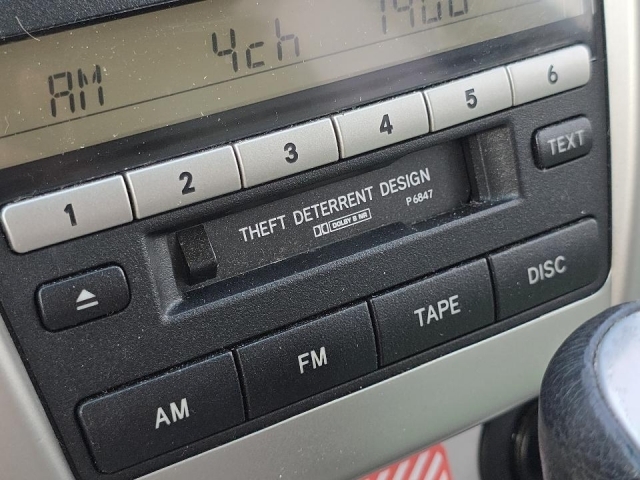 AM 4ch
1 2 3 4 5 6
TEXT
THEFT DETERRENT DESIGN
P6847
DOLBY B NR
AM FM TAPE DISC